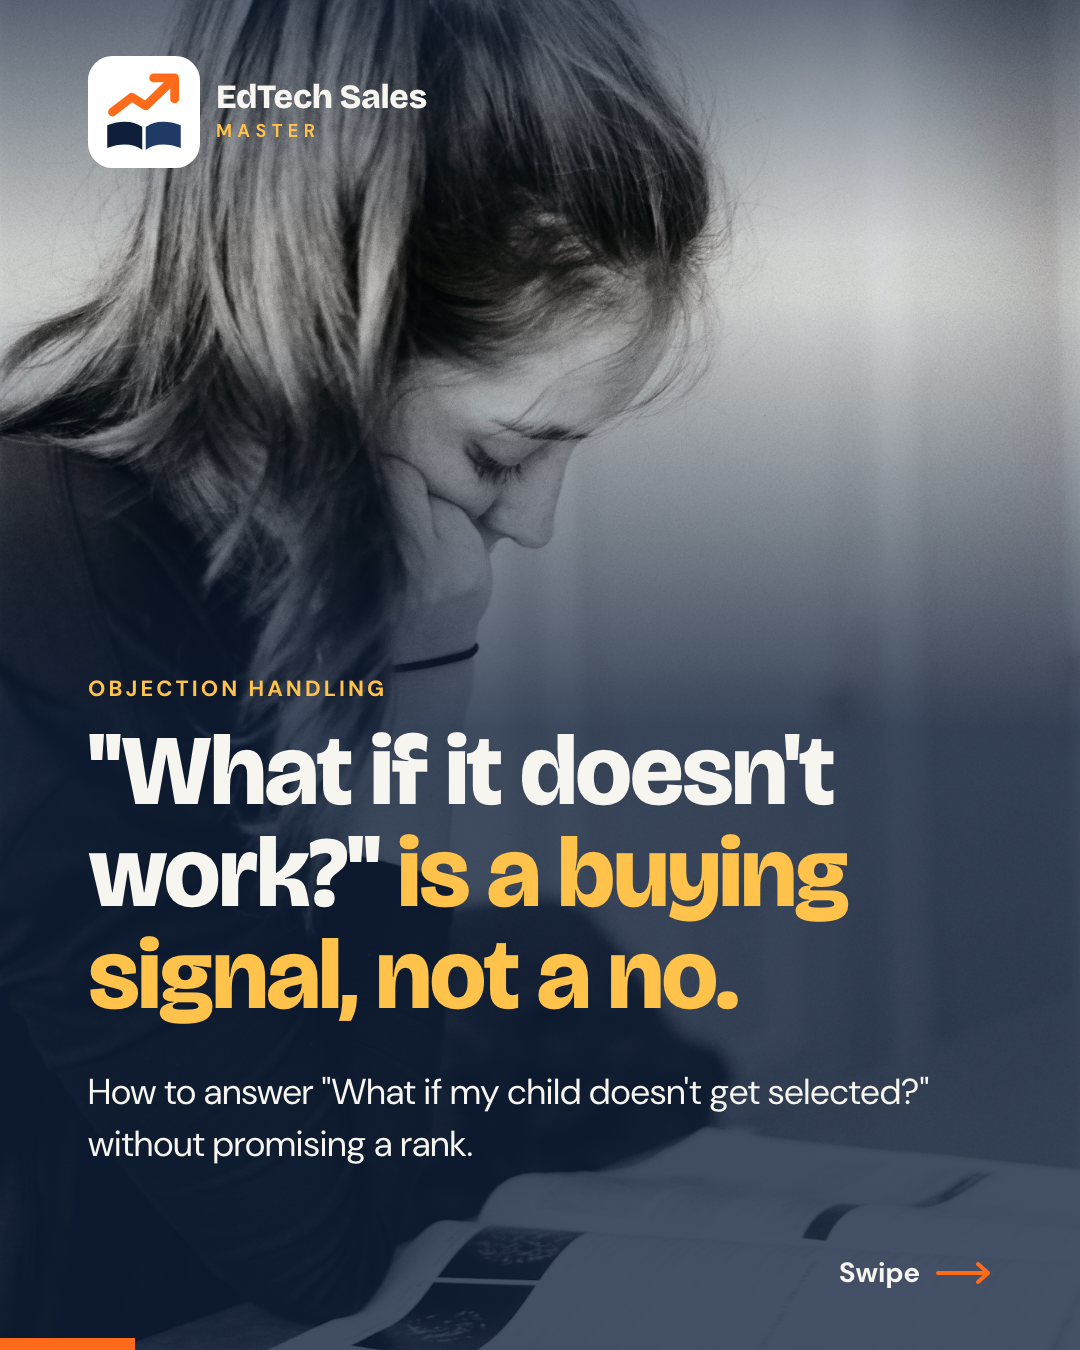 EdTech Sales
MASTER
OBJECTION HANDLING
"What if it doesn't
work?" is a buying
signal, not a no.
How to answer "What if my child doesn't get selected?"
without promising a rank.
Swipe